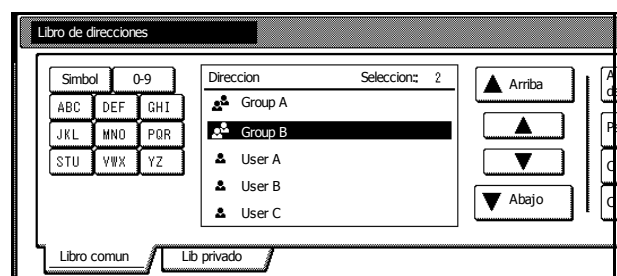 Libro de direcciones
Simbol 0-9
ABC DEF GHI
JKL MNO PQR
STU VWX YZ
Direccion Seleccion: 2
Group A
Group B
User A
User B
User C
Arriba
Abajo
Libro comun Lib privado